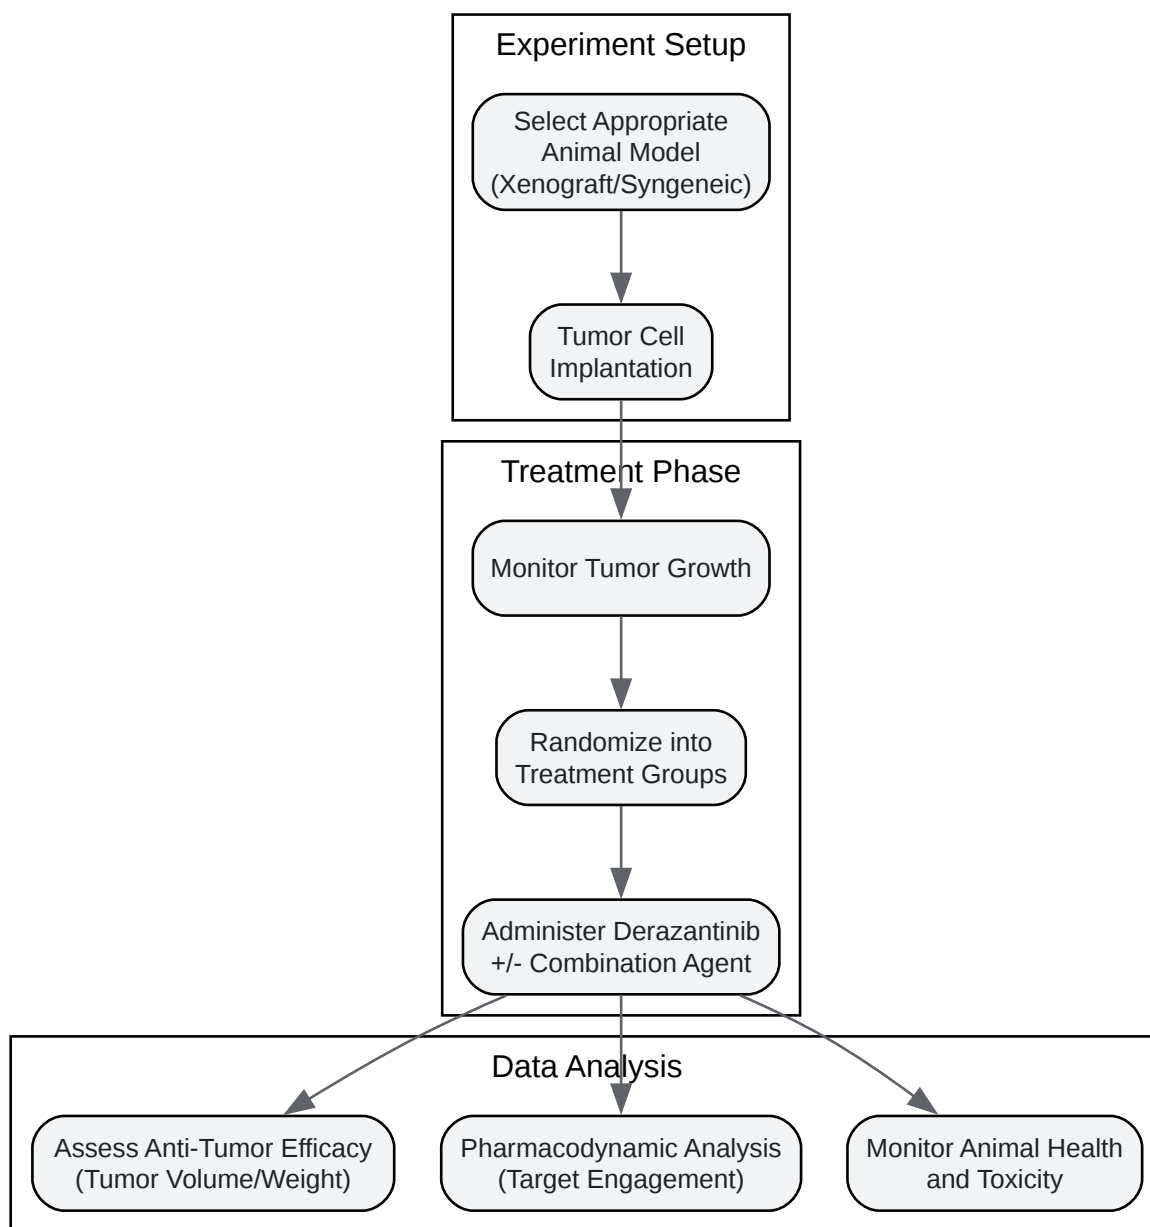 Experiment Setup
Select Appropriate
Animal Model
(Xenograft/Syngeneic)
Tumor Cell
Implantation
Treatment Phase
Monitor Tumor Growth
Randomize into
Treatment Groups
Administer Derazantinib
+/- Combination Agent
Data Analysis
Assess Anti-Tumor Efficacy
(Tumor Volume/Weight)
Pharmacodynamic Analysis
(Target Engagement)
Monitor Animal Health
and Toxicity